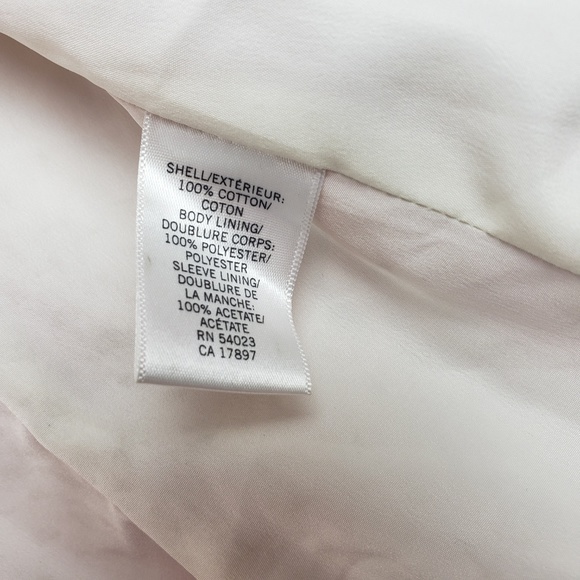 SHELL/EXTÉRIEUR:
100% COTTON/
COTON
BODY LINING/
DOUBLURE CORPS:
100% POLYESTER/
POLYESTER
SLEEVE LINING/
DOUBLURE DE
LA MANCHE:
100% ACETATE/
ACÉTATE
RN 54023
CA 17897